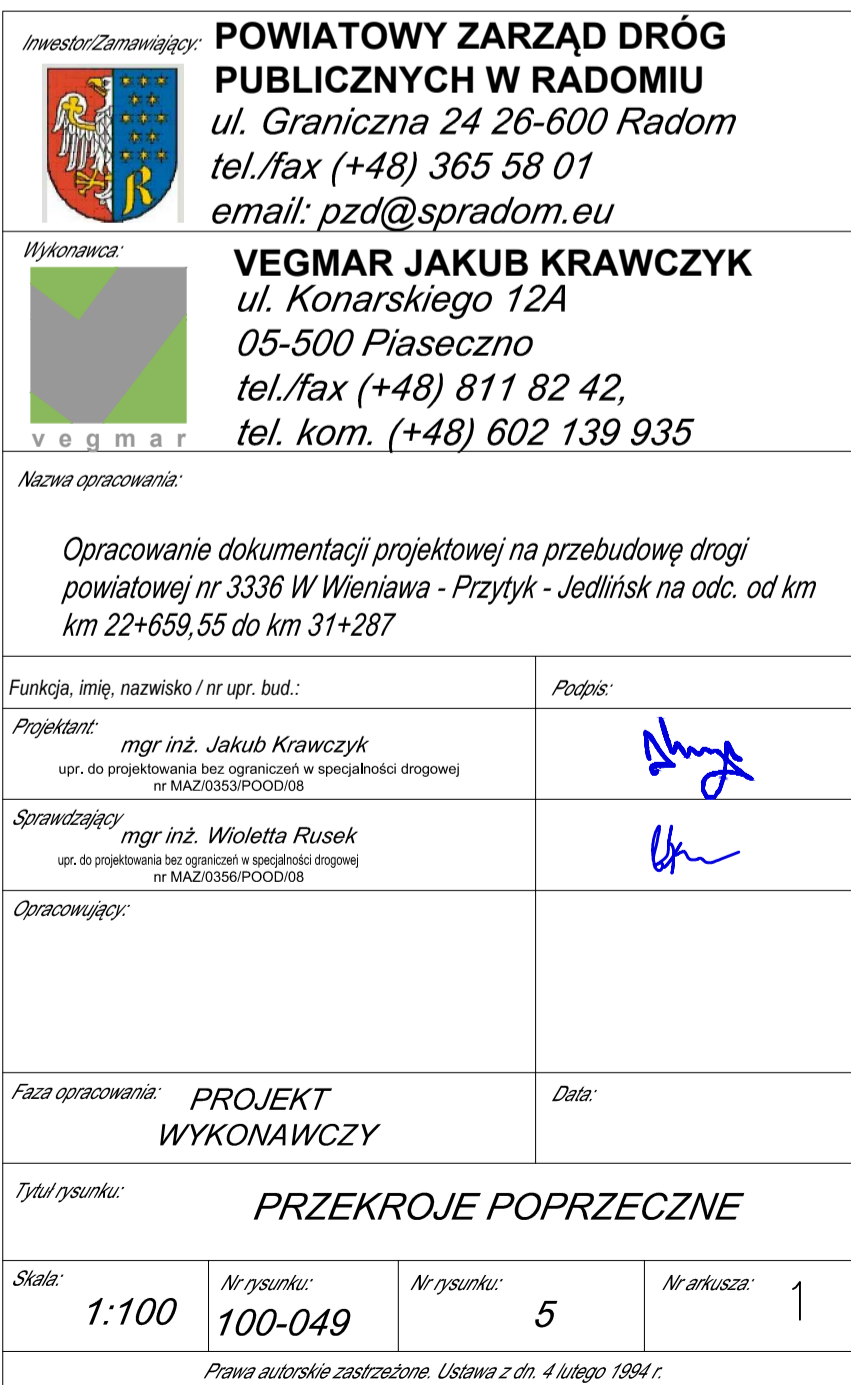 Inwestor/Zamawiający: POWIATOWY ZARZĄD DRÓG
PUBLICZNYCH W RADOMIU
ul. Graniczna 24 26-600 Radom
tel./fax (+48) 365 58 01
email: pzd@spradom.eu
R
Wykonawca:
VEGMAR JAKUB KRAWCZYK
ul. Konarskiego 12A
05-500 Piaseczno
tel./fax (+48) 811 82 42,
tel. kom. (+48) 602 139 935
vegmar
Nazwa opracowania:
Opracowanie dokumentacji projektowej na przebudowę drogi
powiatowej nr 3336 W Wieniawa - Przytyk - Jedlińsk na odc. od km
km 22+659,55 do km 31+287
Funkcja, imię, nazwisko / nr upr. bud.: Podpis:
Projektant:
mgr inż. Jakub Krawczyk
upr. do projektowania bez ograniczeń w specjalności drogowej
nr MAZ/0353/POOD/08
Sprawdzający
mgr inż. Wioletta Rusek
upr. do projektowania bez ograniczeń w specjalności drogowej
nr MAZ/0356/POOD/08
Opracowujący:
Faza opracowania: PROJEKT
WYKONAWCZY
Data:
Tytuł rysunku:
PRZEKROJE POPRZECZNE
Skala: 1:100
Nr rysunku: 100-049
Nr rysunku: 5
Nr arkusza: 1
Prawa autorskie zastrzeżone. Ustawa z dn. 4 lutego 1994 r.